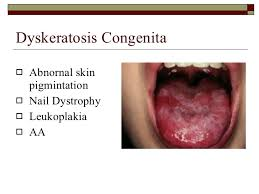 Dyskeratosis Congenita
Abnornal skin
pigmintation
Nail Dystrophy
Leukoplakia
AA